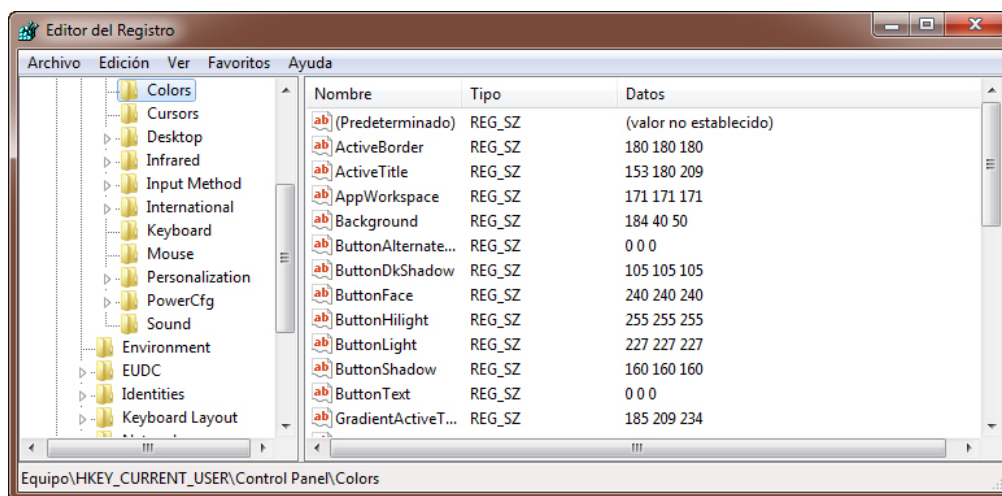 Editor del Registro
Archivo Edición Ver Favoritos Ayuda
Colors
Cursors
Desktop
Infrared
Input Method
International
Keyboard
Mouse
Personalization
PowerCfg
Sound
Environment
EUDC
Identities
Keyboard Layout
Nombre Tipo Datos
(Predeterminado) REG_SZ (valor no establecido)
ActiveBorder REG_SZ 180 180 180
ActiveTitle REG_SZ 153 180 209
AppWorkspace REG_SZ 171 171 171
Background REG_SZ 184 40 50
ButtonAlternate... REG_SZ 0 0 0
ButtonDkShadow REG_SZ 105 105 105
ButtonFace REG_SZ 240 240 240
ButtonHilight REG_SZ 255 255 255
ButtonLight REG_SZ 227 227 227
ButtonShadow REG_SZ 160 160 160
ButtonText REG_SZ 0 0 0
GradientActiveT... REG_SZ 185 209 234
Equipo\HKEY_CURRENT_USER\Control Panel\Colors